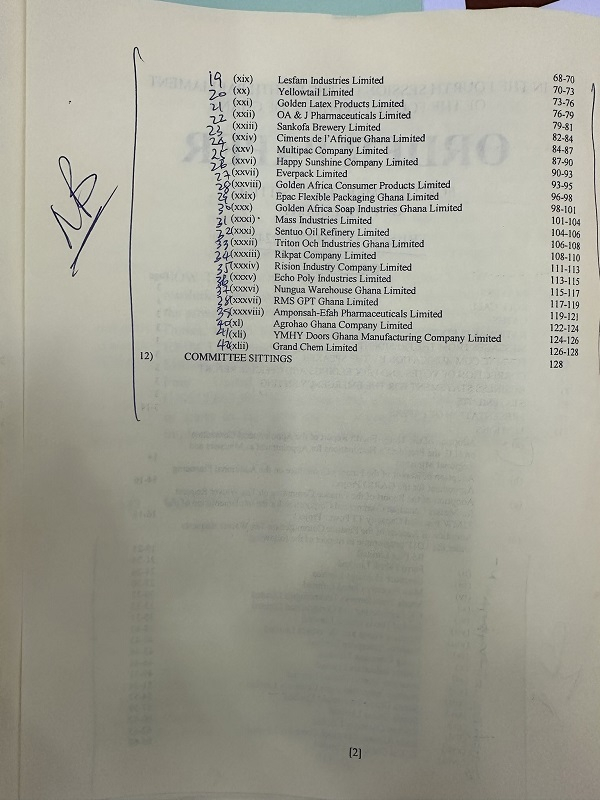 19 (xix) Lesfam Industries Limited 68-70
20 (xx) Yellowtail Limited 70-73
21 (xxi) Golden Latex Products Limited 73-76
22 (xxii) OA & J Pharmaceuticals Limited 76-79
23 (xxiii) Sankofa Brewery Limited 79-81
24 (xxiv) Ciments de l'Afrique Ghana Limited 82-84
25 (xxv) Multipac Company Limited 84-87
26 (xxvi) Happy Sunshine Company Limited 87-90
27 (xxvii) Everpack Limited 90-93
28 (xxviii) Golden Africa Consumer Products Limited 93-95
29 (xxix) Epac Flexible Packaging Ghana Limited 96-98
30 (xxx) Golden Africa Soap Industries Ghana Limited 98-101
31 (xxxi) Mass Industries Limited 101-104
32 (xxxi) Sentuo Oil Refinery Limited 104-106
33 (xxxii) Triton Och Industries Ghana Limited 106-108
34 (xxxiii) Rikpat Company Limited 108-110
35 (xxxiv) Rision Industry Company Limited 111-113
36 (xxxv) Echo Poly Industries Limited 113-115
37 (xxxvi) Nungua Warehouse Ghana Limited 115-117
38 (xxxvii) RMS GPT Ghana Limited 117-119
39 (xxxviii) Amponsah-Efah Pharmaceuticals Limited 119-121
40 (xl) Agrohao Ghana Company Limited 122-124
41 (xli) YMHY Doors Ghana Manufacturing Company Limited 124-126
42 (xlii) Grand Chem Limited 126-128
12) COMMITTEE SITTINGS 128
[2]